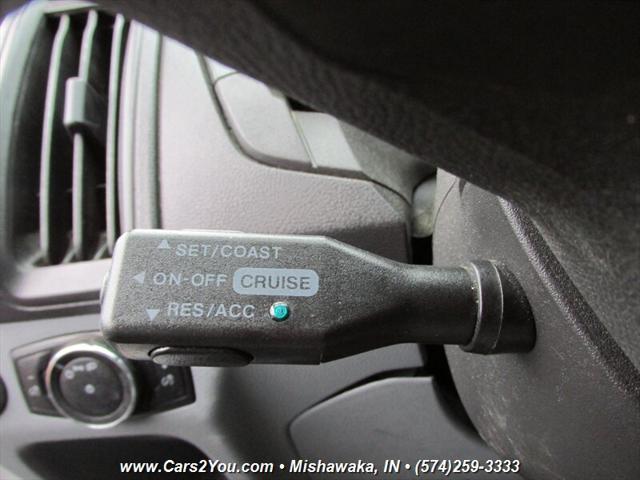 SET/COAST
ON-OFF CRUISE
RES/ACC
www.Cars2You.com • Mishawaka, IN • (574)259-3333